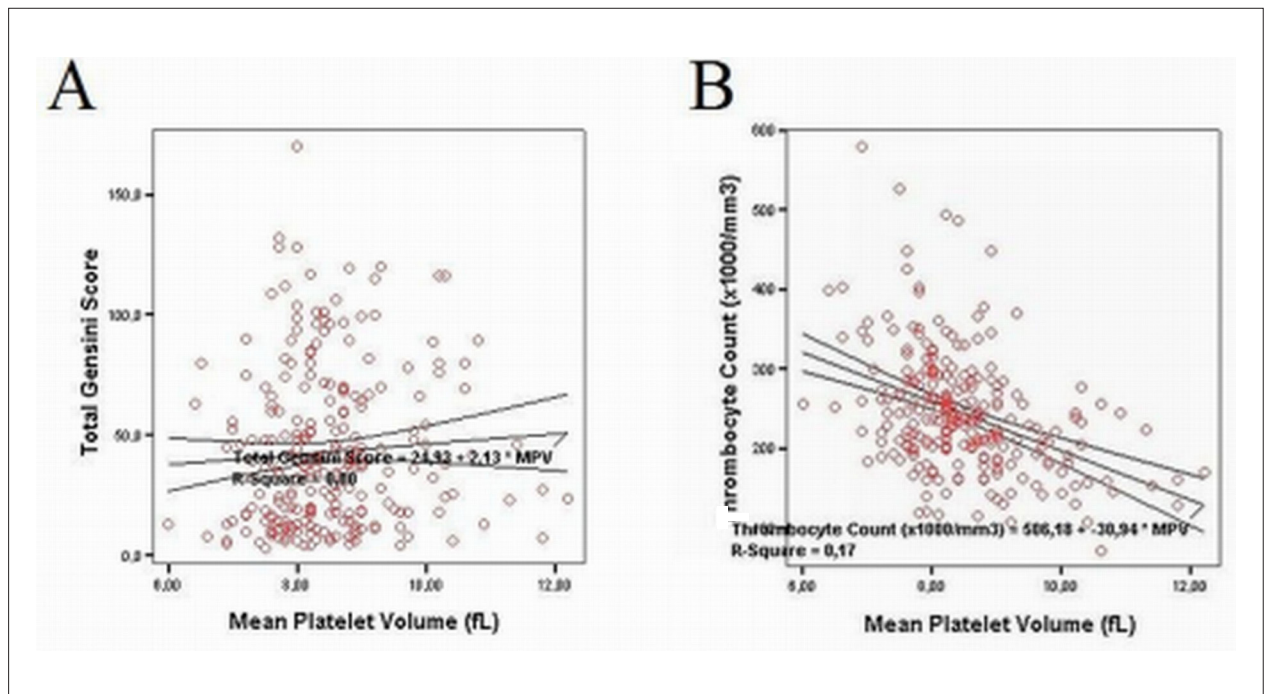 A
Total Gensini Score
150,0
100,0
50,0
0,0
Total Gensini Score = 24,93 + 2,13 * MPV
R-Square = 0,00
6,00 8,00 10,00 12,00
Mean Platelet Volume (fL)
B
hrombocyte Count (x1000/mm3)
600
500
400
300
200
Thrombocyte Count (x1000/mm3) = 506,18 + -30,94 * MPV
R-Square = 0,17
6,00 8,00 10,00 12,00
Mean Platelet Volume (fL)